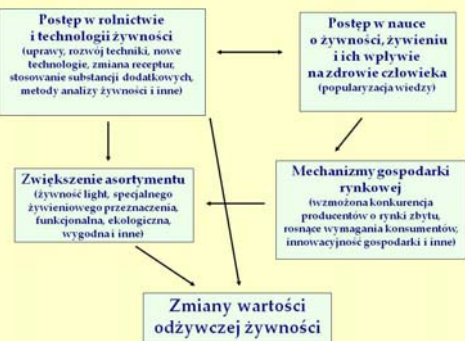 Postęp w rolnictwie
i technologii żywności
(uprawy, rozwój techniki, nowe
technologie, zmiana receptur,
stosowanie substancji dodatkowych,
metody analizy żywności i inne)
Postęp w nauce
o żywności, żywieniu
i ich wpływie
na zdrowie człowieka
(popularyzacja wiedzy)
Zwiększenie asortymentu
(żywność light, specjalnego
żywieniowego przeznaczenia,
funkcjonalna, ekologiczna,
wygodna i inne)
Mechanizmy gospodarki
rynkowej
(wzmożona konkurencja
producentów o rynki zbytu,
rosnące wymagania konsumentów,
innowacyjność gospodarki i inne)
Zmiany wartości
odżywczej żywności